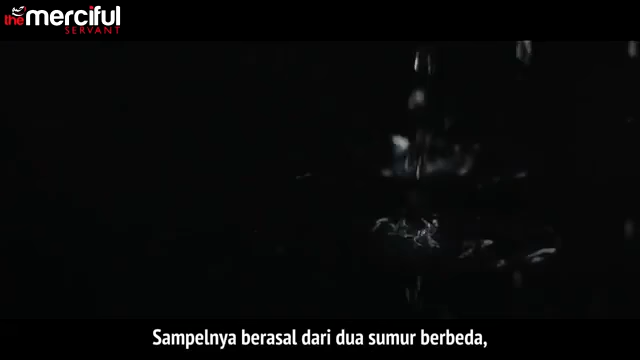 the merciful
SERVANT
Sampelnya berasal dari dua sumur berbeda,